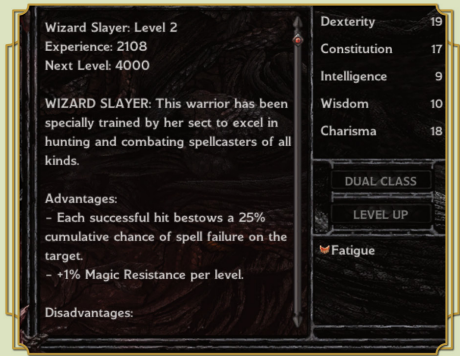 Wizard Slayer: Level 2
Experience: 2108
Next Level: 4000
WIZARD SLAYER: This warrior has been
specially trained by her sect to excel in
hunting and combating spellcasters of all
kinds.
Advantages:
- Each successful hit bestows a 25%
cumulative chance of spell failure on the
target.
- +1% Magic Resistance per level.
Disadvantages:
Dexterity 19
Constitution 17
Intelligence 9
Wisdom 10
Charisma 18
DUAL CLASS
LEVEL UP
Fatigue